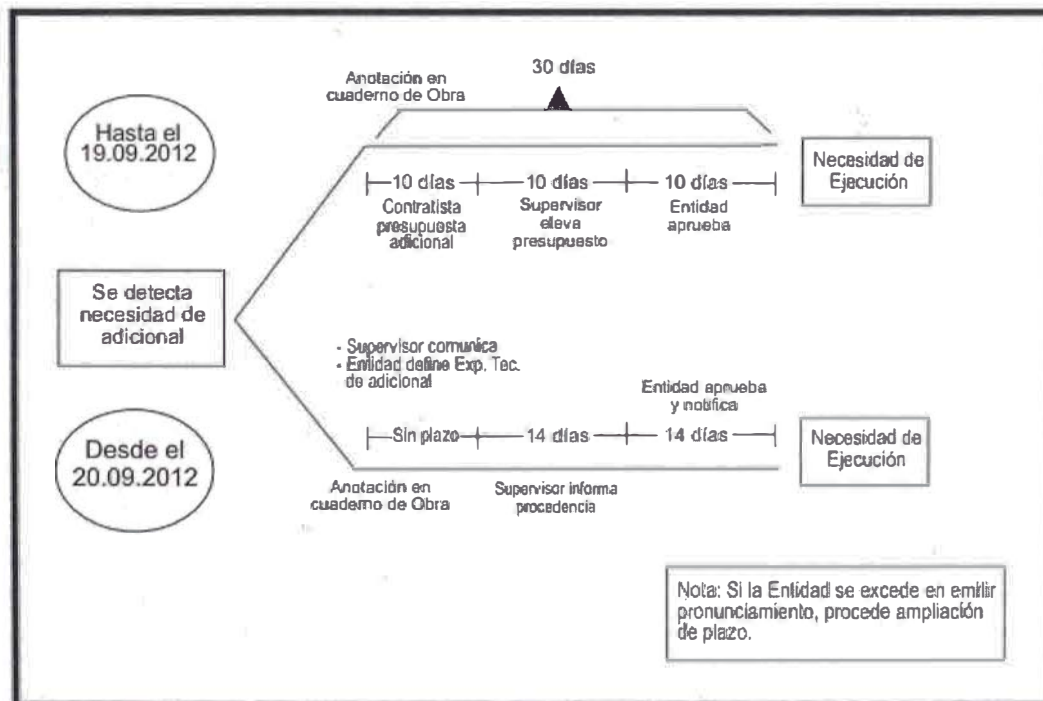 Hasta el
19.09.2012
Anotación en
cuaderno de Obra
30 días
10 días
10 días
10 días
Contratista
presupuesta
adicional
Supervisor
eleva
presupuesto
Entidad
aprueba
Necesidad de
Ejecución
Se detecta
necesidad de
adicional
- Supervisor comunica
- Entidad define Exp. Tec.
de adicional
Entidad aprueba
y notifica
Sin plazo
14 días
14 días
Desde el
20.09.2012
Anotación en
cuaderno de Obra
Supervisor informa
procedencia
Necesidad de
Ejecución
Nota: Si la Entidad se excede en emitir
pronunciamiento, procede ampliación
de plazo.